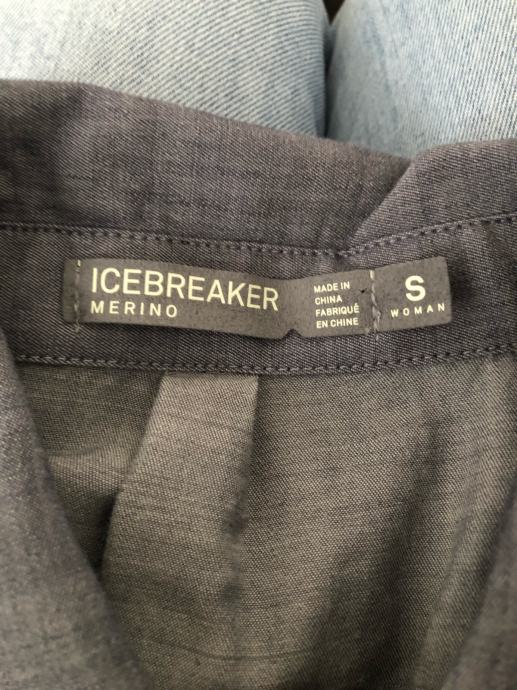 ICEBREAKER
MERINO
MADE IN
CHINA
FABRIQUÉ
EN CHINE
S
WOMAN